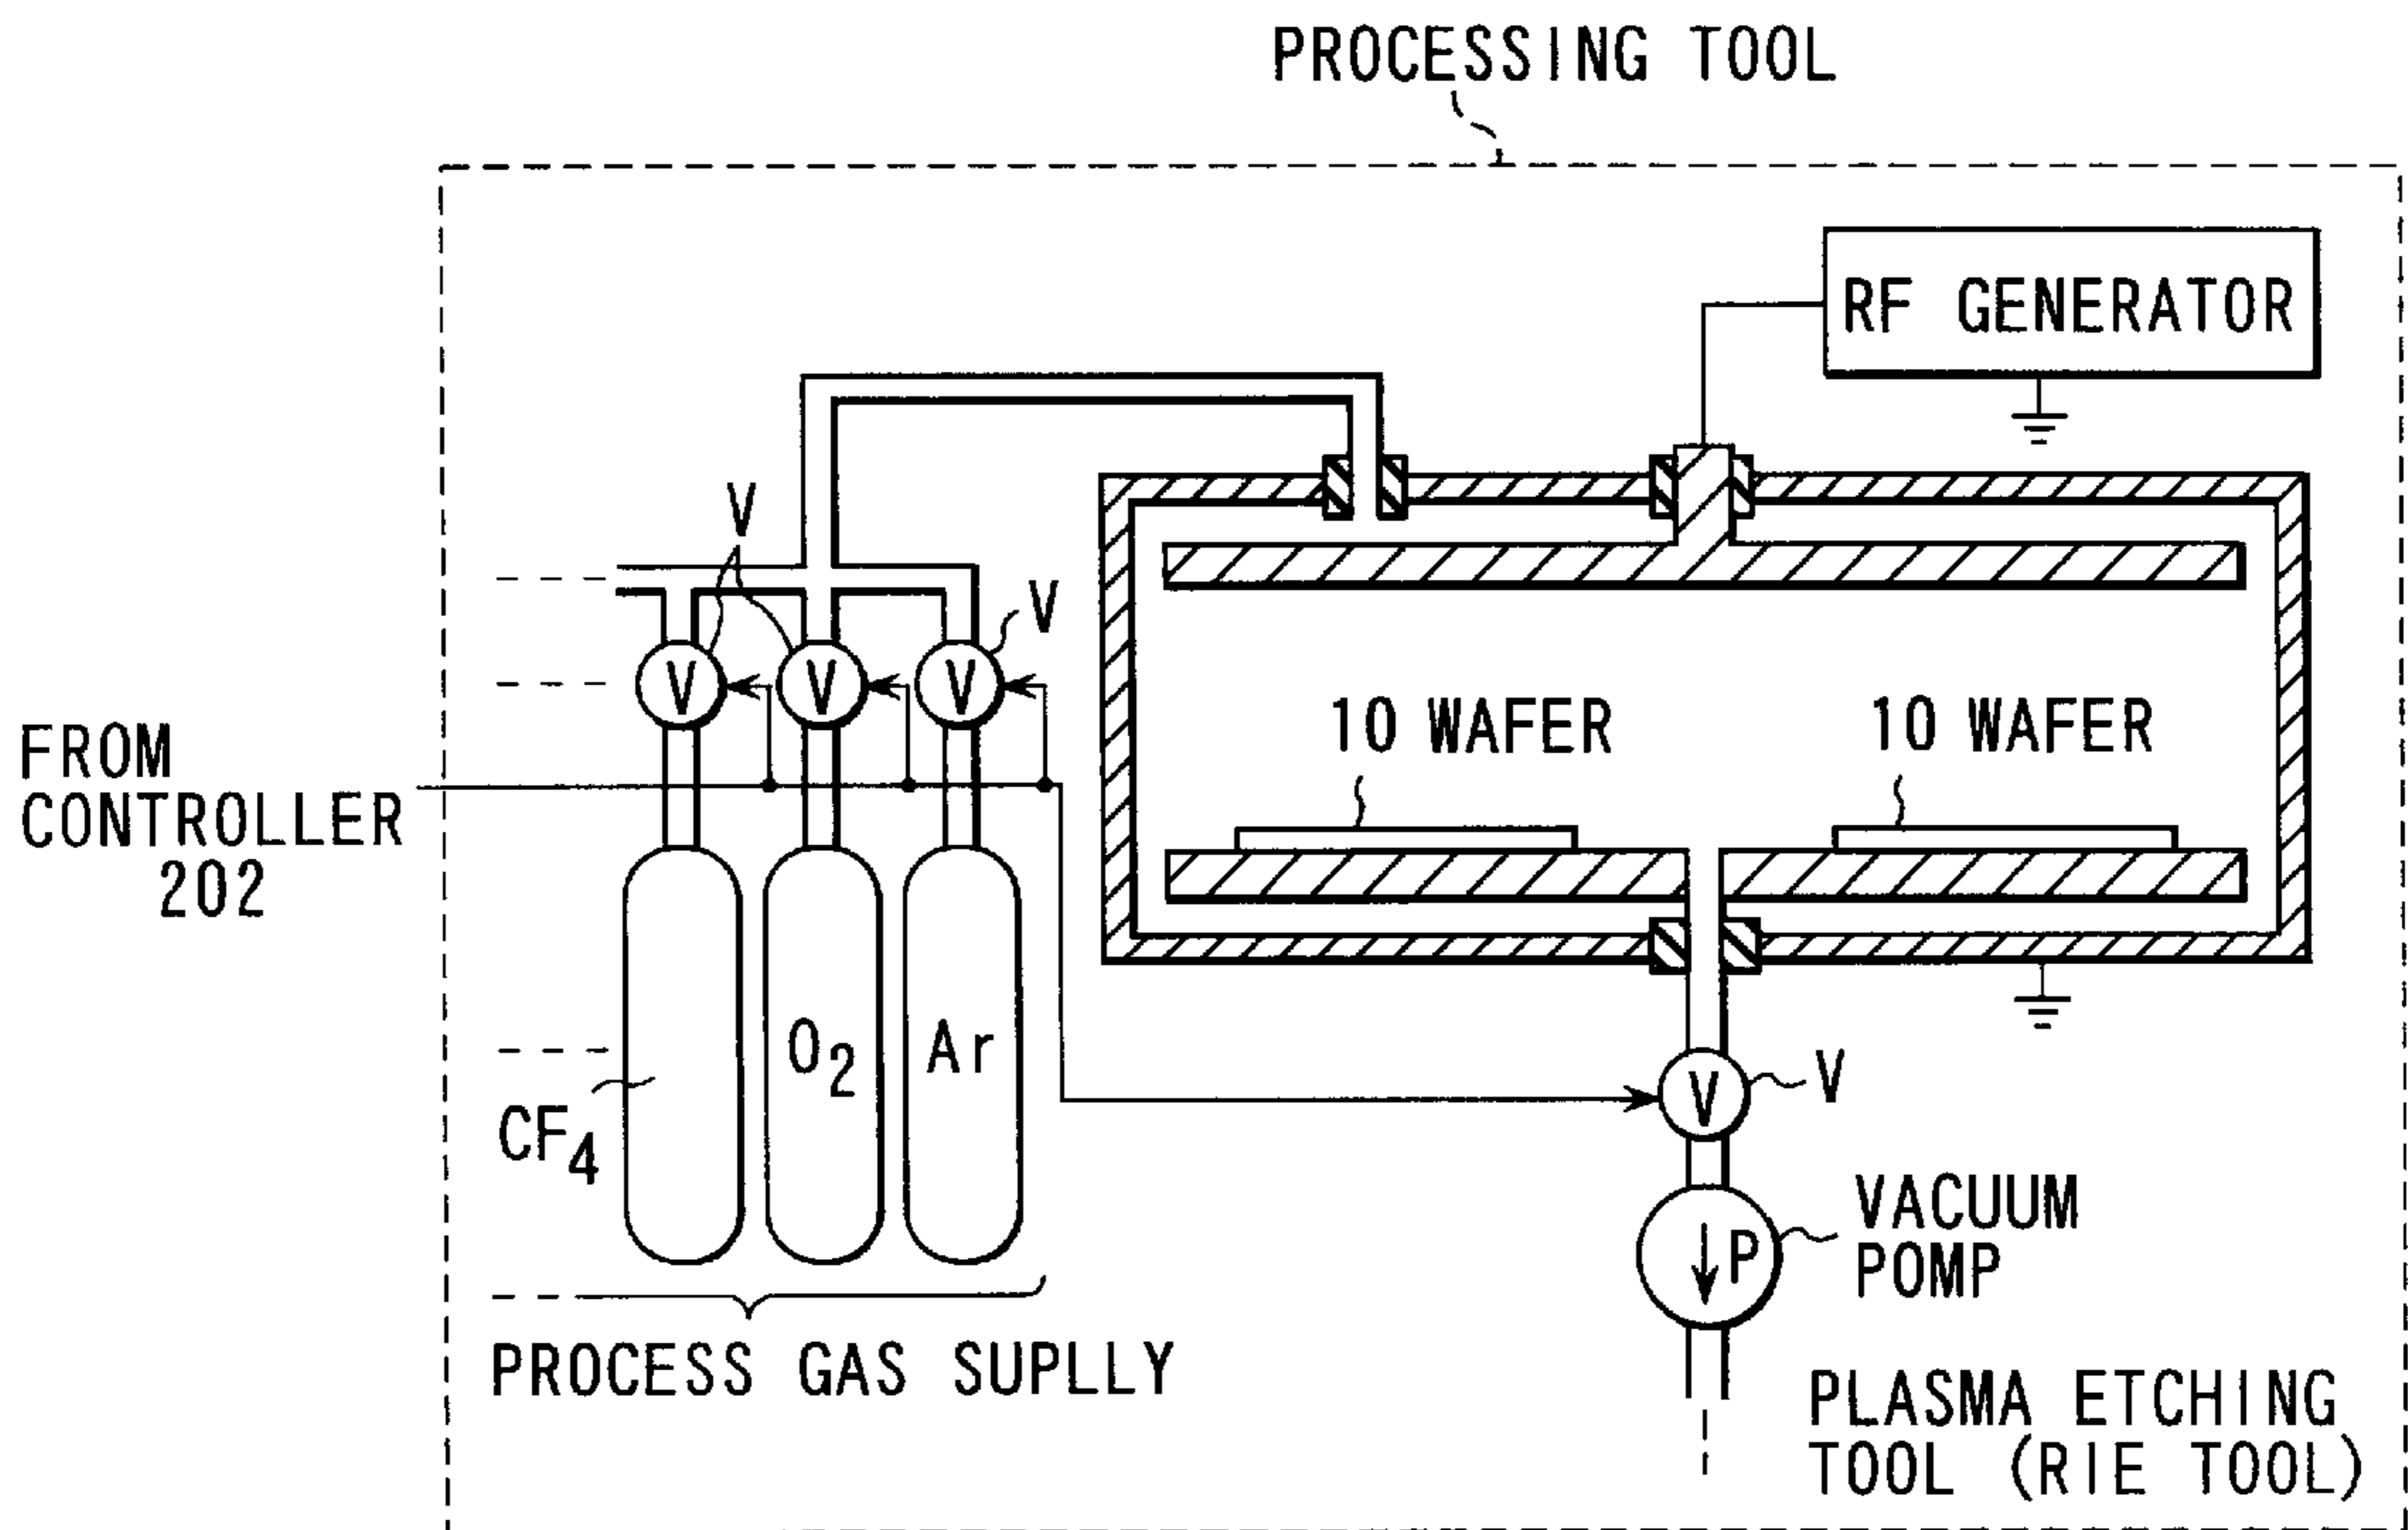 PROCESSING TOOL
RF GENERATOR
V
V
V
V
V
10 WAFER
10 WAFER
FROM
CONTROLLER
202
O2
Ar
CF4
V
V
P
VACUUM
POMP
PROCESS GAS SUPLLY
PLASMA ETCHING
TOOL (RIE TOOL)